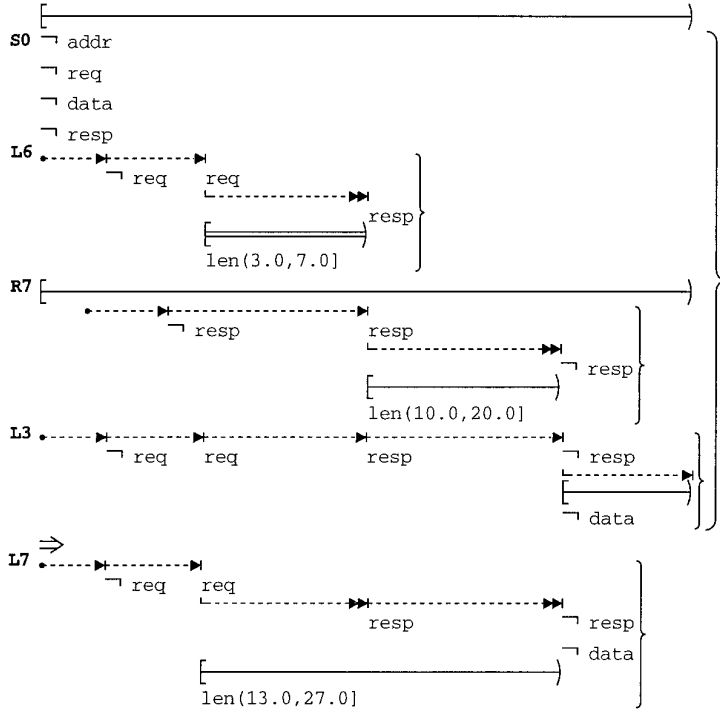 S0
¬ addr
¬ req
¬ data
¬ resp
L6
¬ req req
resp
len(3.0,7.0]
R7
¬ resp resp
¬ resp
len(10.0,20.0]
L3
¬ req req resp ¬ resp
¬ data
⇒
L7
¬ req req
resp ¬ resp
¬ data
len(13.0,27.0]